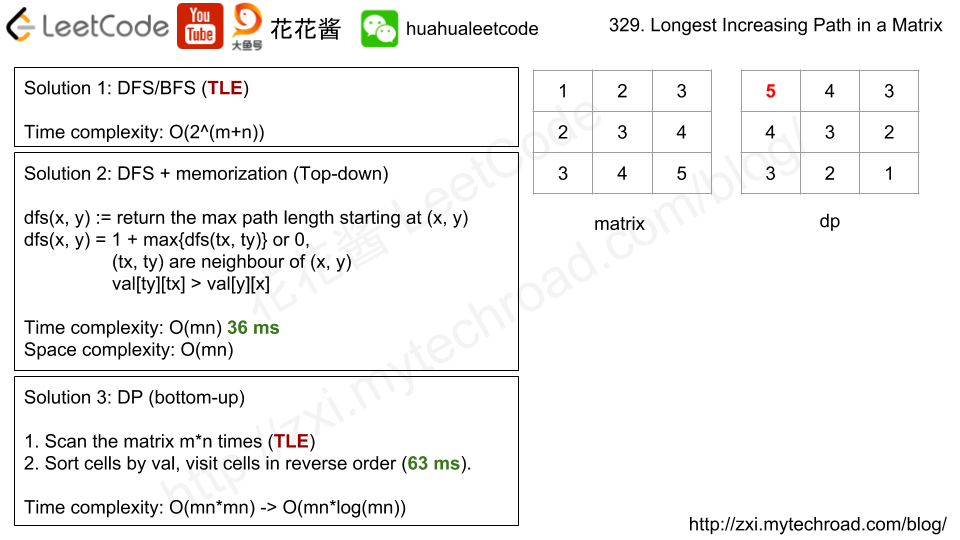 LeetCode
You
Tube
大鱼号
花花酱
huahualeetcode
329. Longest Increasing Path in a Matrix
Solution 1: DFS/BFS (TLE)
Time complexity: O(2^(m+n))
Solution 2: DFS + memorization (Top-down)
dfs(x, y) := return the max path length starting at (x, y)
dfs(x, y) = 1 + max{dfs(tx, ty)} or 0,
(tx, ty) are neighbour of (x, y)
val[ty][tx] > val[y][x]
Time complexity: O(mn) 36 ms
Space complexity: O(mn)
Solution 3: DP (bottom-up)
1. Scan the matrix m*n times (TLE)
2. Sort cells by val, visit cells in reverse order (63 ms).
Time complexity: O(mn*mn) -> O(mn*log(mn))
1 2 3
2 3 4
3 4 5
matrix
5 4 3
4 3 2
3 2 1
dp
花花酱 LeetCode
http://zxi.mytechroad.com/blog/
http://zxi.mytechroad.com/blog/